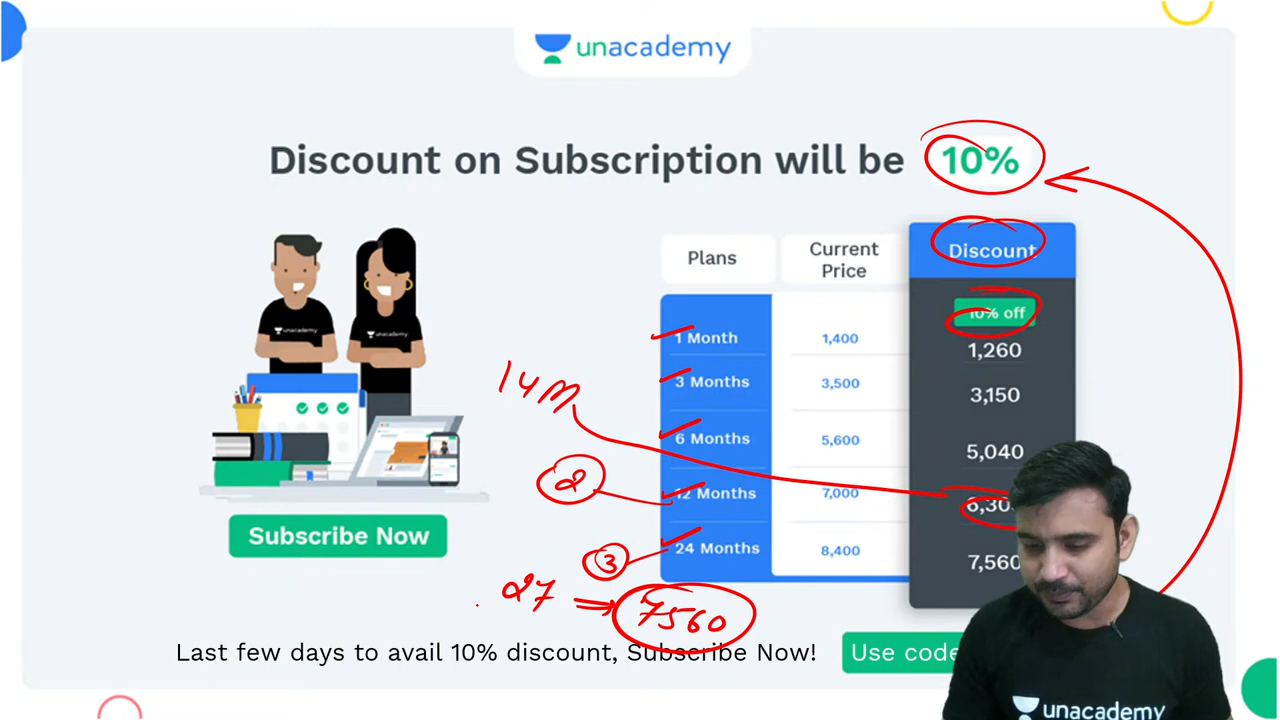 unacademy
Discount on Subscription will be 10%
Plans Current Price Discount
10% off
1 Month 1,400 1,260
3 Months 3,500 3,150
6 Months 5,600 5,040
14M
2
12 Months 7,000
24 Months 8,400 7,560
3
27 7560
unacademy
unacademy
Subscribe Now
Last few days to avail 10% discount, Subscribe Now!
Use code
unacademy